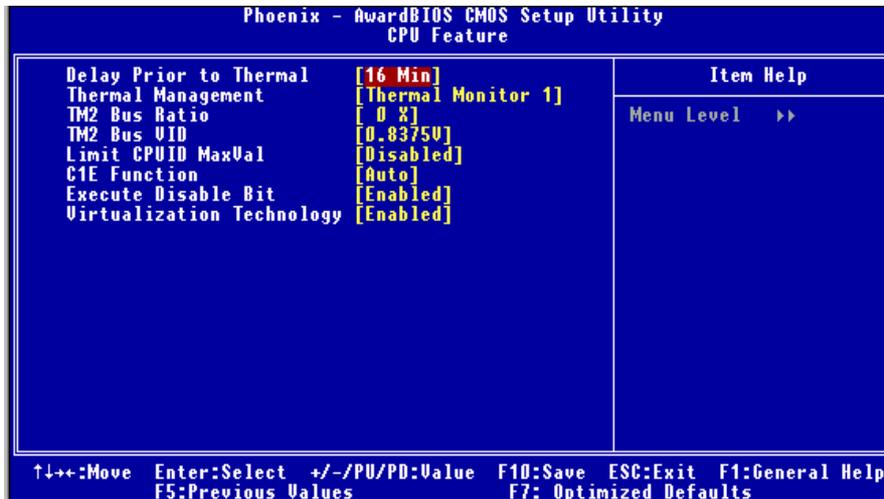 Phoenix - AwardBIOS CMOS Setup Utility
CPU Feature
Delay Prior to Thermal [16 Min]
Thermal Management [Thermal Monitor 1]
TM2 Bus Ratio [ 0 X]
TM2 Bus VID [0.8375V]
Limit CPUID MaxVal [Disabled]
C1E Function [Auto]
Execute Disable Bit [Enabled]
Virtualization Technology [Enabled]
Item Help
Menu Level ▸▸
↑↓→←:Move Enter:Select +/-/PU/PD:Value F10:Save ESC:Exit F1:General Help
F5:Previous Values F7: Optimized Defaults